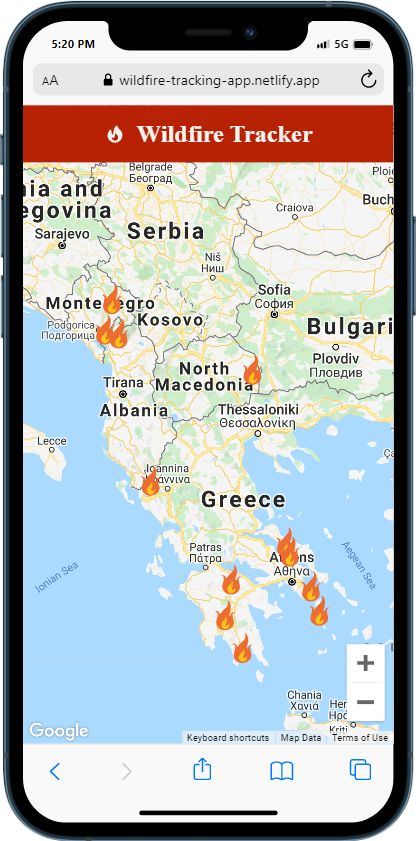 5:20 PM
5G
AA
wildfire-tracking-app.netlify.app
Wildfire Tracker
Belgrade
Београд
nia and
egovina
Sarajevo
Serbia
Craiova
Ploie
Buch
Niš
Ниш
Sofia
София
Montenegro
Kosovo
Podgorica
Подгорица
Bulgari
Plovdiv
Пловдив
North
Macedonia
Tirana
Albania
Thessaloniki
Θεσσαλονίκη
Lecce
Ioannina
Greece
Ionian Sea
Patras
Πάτρα
Athens
Αθήνα
Aegean Sea
Chania
Χανιά
Her
Ηρά
+
−
Google
Keyboard shortcuts
Map Data
Terms of Use